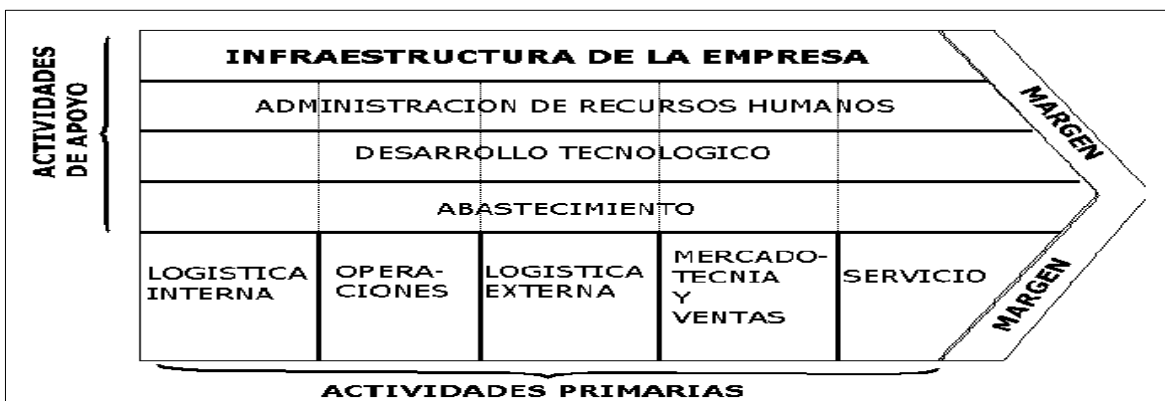 ACTIVIDADES
DE APOYO
INFRAESTRUCTURA DE LA EMPRESA
ADMINISTRACION DE RECURSOS HUMANOS
DESARROLLO TECNOLOGICO
ABASTECIMIENTO
MARGEN
LOGISTICA
INTERNA
OPERA-
CIONES
LOGISTICA
EXTERNA
MERCADO-
TECNIA
Y
VENTAS
SERVICIO
MARGEN
ACTIVIDADES PRIMARIAS